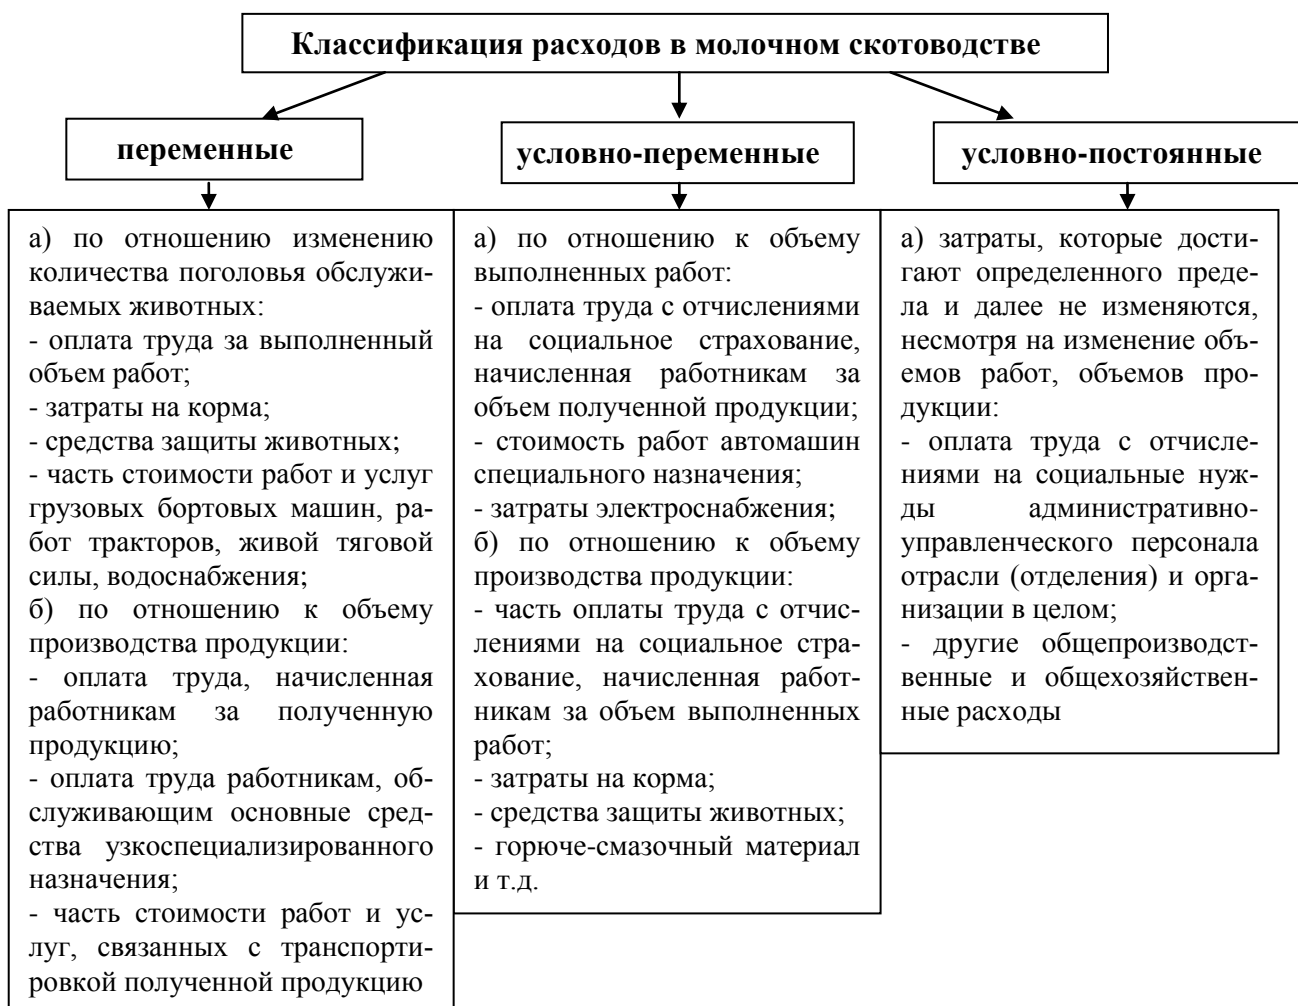 Классификация расходов в молочном скотоводстве
переменные
условно-переменные
условно-постоянные
а) по отношению изменению
количества поголовья обслужи-
ваемых животных:
- оплата труда за выполненный
объем работ;
- затраты на корма;
- средства защиты животных;
- часть стоимости работ и услуг
грузовых бортовых машин, ра-
бот тракторов, живой тяговой
силы, водоснабжения;
б) по отношению к объему
производства продукции:
- оплата труда, начисленная
работникам за полученную
продукцию;
- оплата труда работникам, об-
служивающим основные сред-
ства узкоспециализированного
назначения;
- часть стоимости работ и ус-
луг, связанных с транспорти-
ровкой полученной продукцию
а) по отношению к объему
выполненных работ:
- оплата труда с отчислениями
на социальное страхование,
начисленная работникам за
объем полученной продукции;
- стоимость работ автомашин
специального назначения;
- затраты электроснабжения;
б) по отношению к объему
производства продукции:
- часть оплаты труда с отчис-
лениями на социальное стра-
хование, начисленная работ-
никам за объем выполненных
работ;
- затраты на корма;
- средства защиты животных;
- горюче-смазочный материал
и т.д.
а) затраты, которые дости-
гают определенного преде-
ла и далее не изменяются,
несмотря на изменение объ-
емов работ, объемов про-
дукции:
- оплата труда с отчисле-
ниями на социальные нуж-
ды административно-
управленческого персонала
отрасли (отделения) и орга-
низации в целом;
- другие общепроизводст-
венные и общехозяйствен-
ные расходы